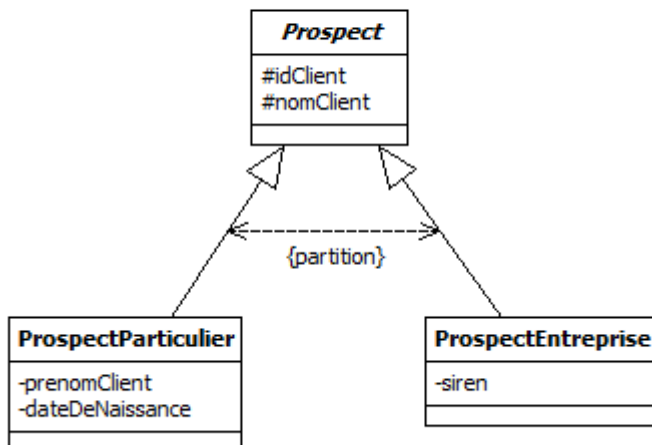 Prospect
#idClient
#nomClient
{partition}
ProspectParticulier
-prenomClient
-dateDeNaissance
ProspectEntreprise
-siren